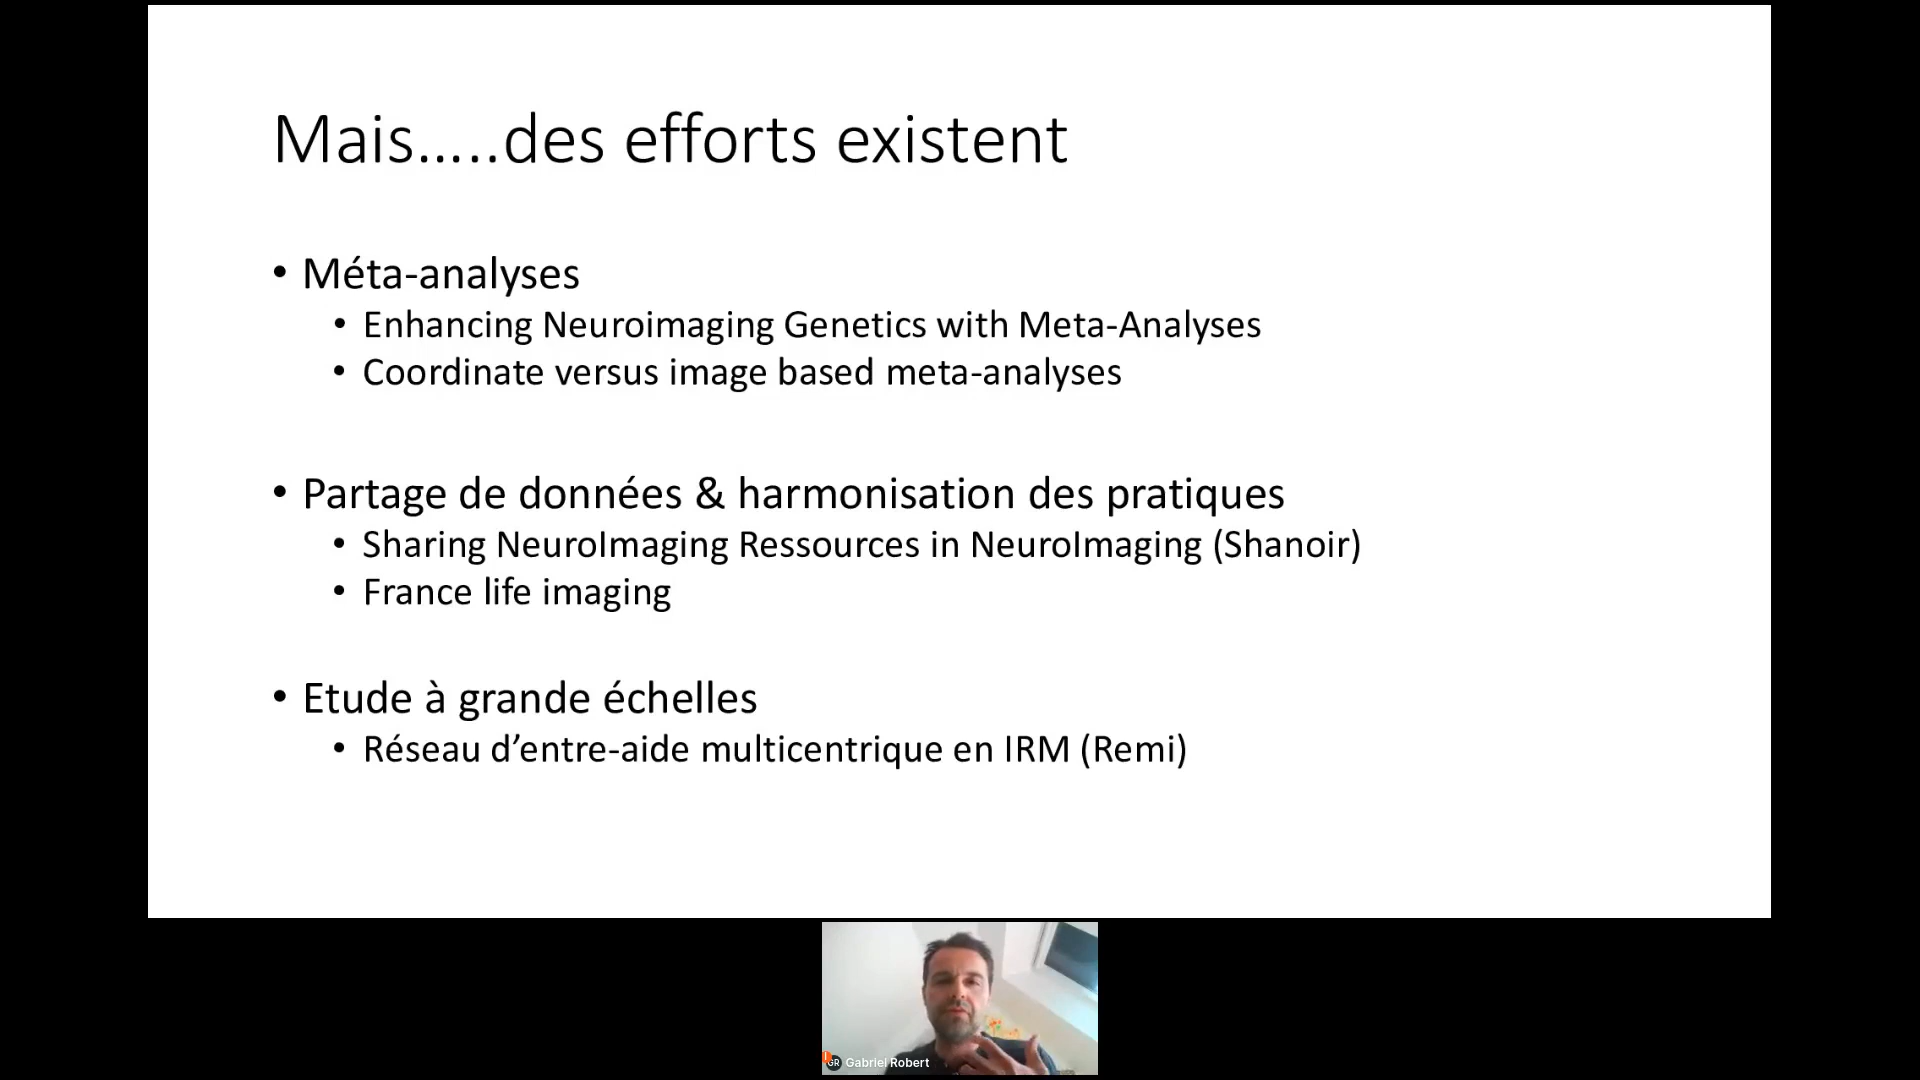 Mais…..des efforts existent
• Méta-analyses
• Enhancing Neuroimaging Genetics with Meta-Analyses
• Coordinate versus image based meta-analyses
• Partage de données & harmonisation des pratiques
• Sharing NeuroImaging Ressources in NeuroImaging (Shanoir)
• France life imaging
• Etude à grande échelles
• Réseau d’entre-aide multicentrique en IRM (Remi)
GR Gabriel Robert